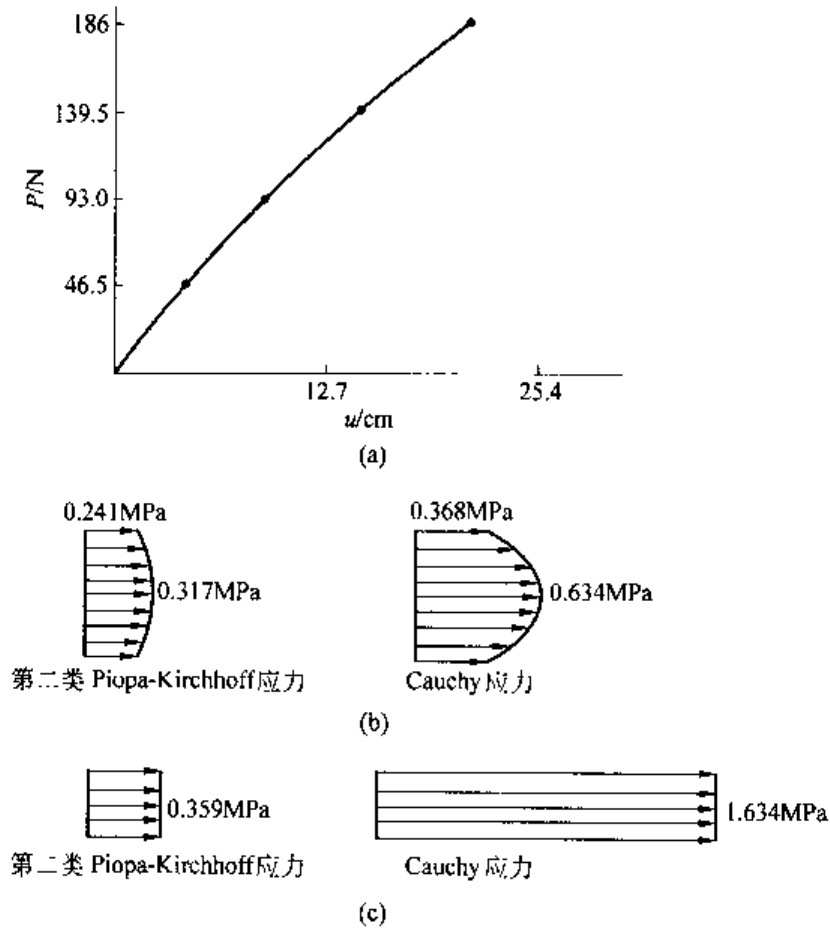 186
139.5
93.0
46.5
P/N
12.7
25.4
u/cm
(a)
0.241MPa
0.317MPa
第二类 Piopa-Kirchhoff应力
0.368MPa
0.634MPa
Cauchy 应力
(b)
0.359MPa
第二类 Piopa-Kirchhoff应力
1.634MPa
Cauchy 应力
(c)